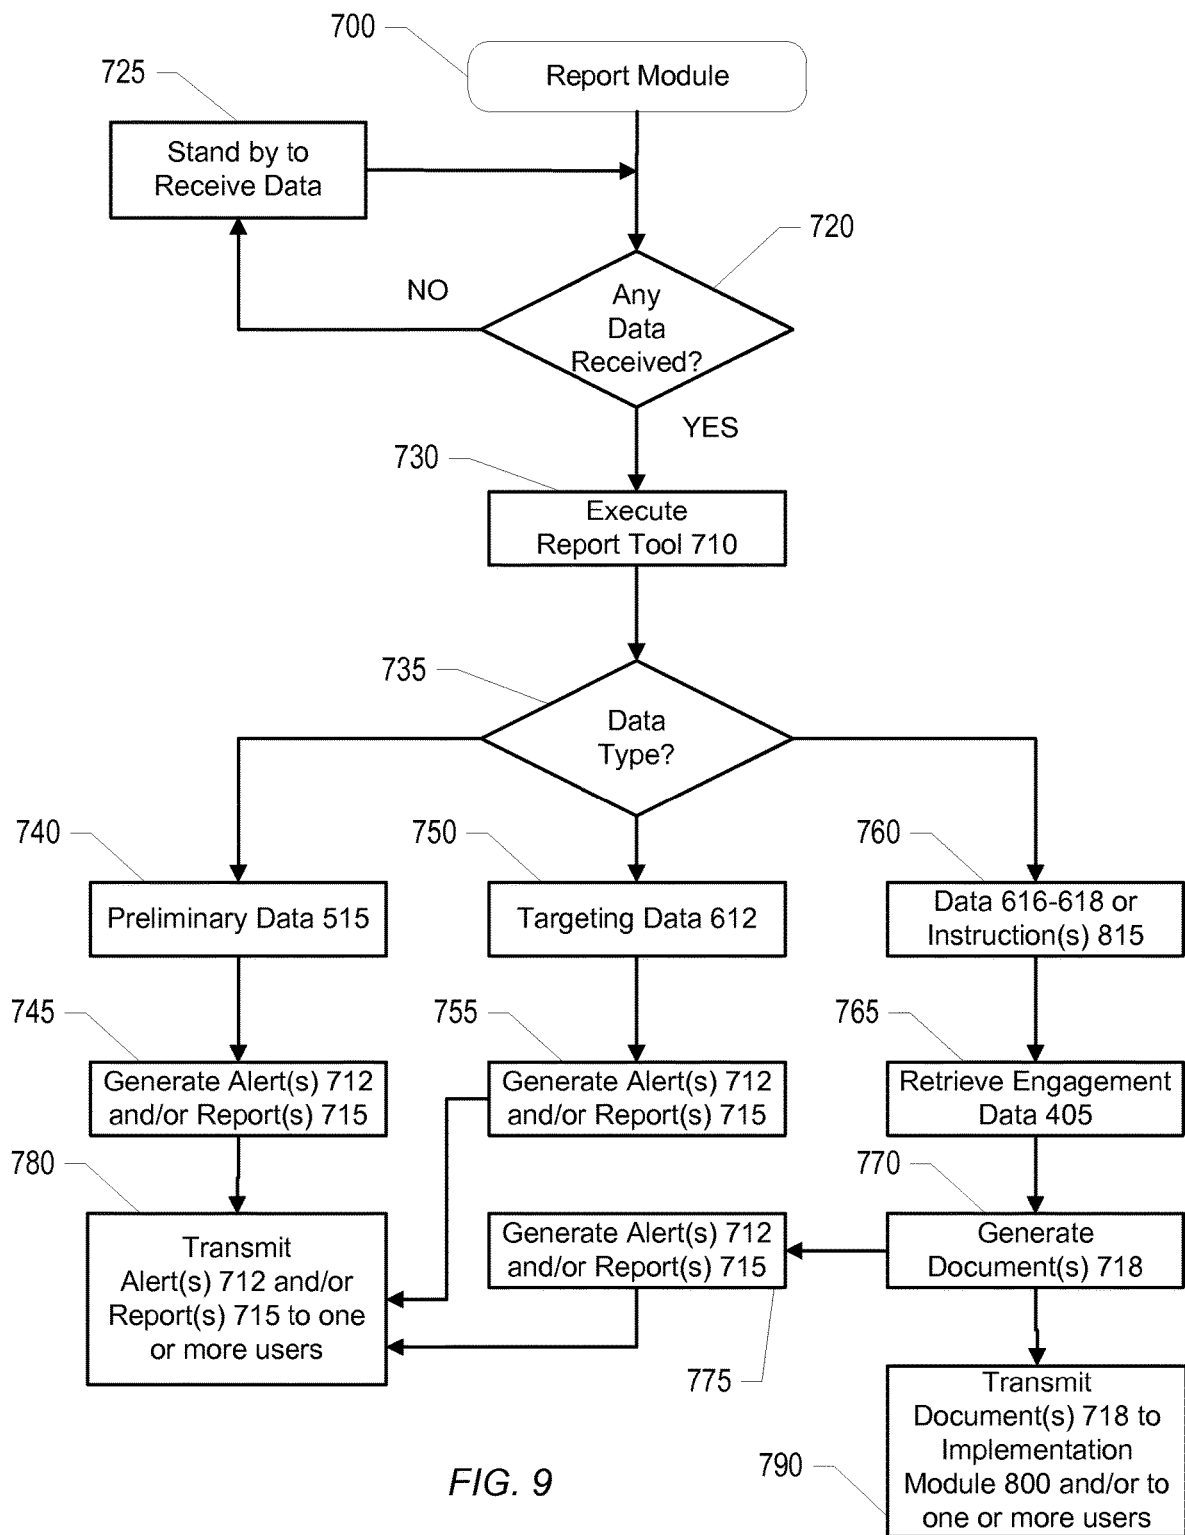 700
Report Module
725
Stand by to
Receive Data
720
NO
Any
Data
Received?
YES
730
Execute
Report Tool 710
735
Data
Type?
740
Preliminary Data 515
750
Targeting Data 612
760
Data 616-618 or
Instruction(s) 815
745
Generate Alert(s) 712
and/or Report(s) 715
755
Generate Alert(s) 712
and/or Report(s) 715
765
Retrieve Engagement
Data 405
780
Transmit
Alert(s) 712 and/or
Report(s) 715 to one
or more users
Generate Alert(s) 712
and/or Report(s) 715
775
770
Generate
Document(s) 718
790
Transmit
Document(s) 718 to
Implementation
Module 800 and/or to
one or more users
FIG. 9